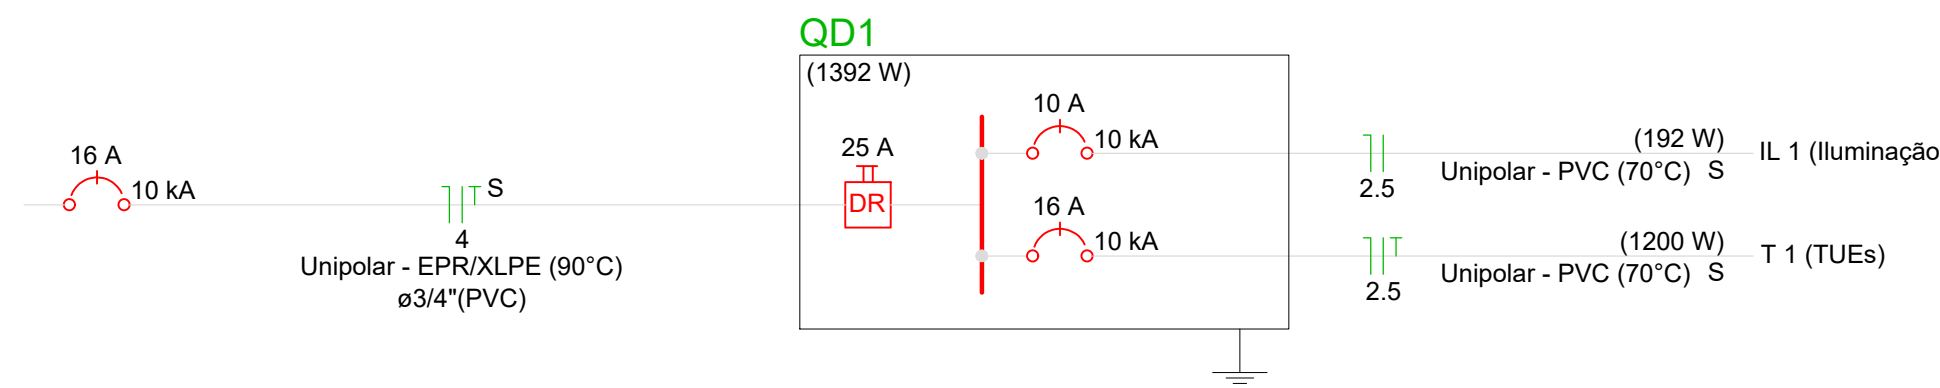 QD1
(1392 W)
16 A
10 kA
S
4
Unipolar - EPR/XLPE (90°C)
ø3/4"(PVC)
25 A
DR
10 A
10 kA
2.5
(192 W)
Unipolar - PVC (70°C) S
IL 1 (Iluminação
16 A
10 kA
T
2.5
(1200 W)
Unipolar - PVC (70°C) S
T 1 (TUEs)